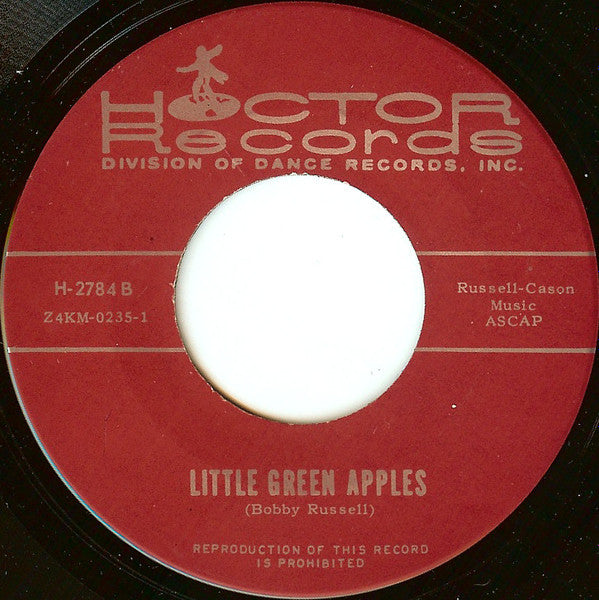 HOCTOR
Records
DIVISION OF DANCE RECORDS, INC.
H-2784 B
Z4KM-0235-1
Russell-Cason
Music
ASCAP
LITTLE GREEN APPLES
(Bobby Russell)
REPRODUCTION OF THIS RECORD
IS PROHIBITED